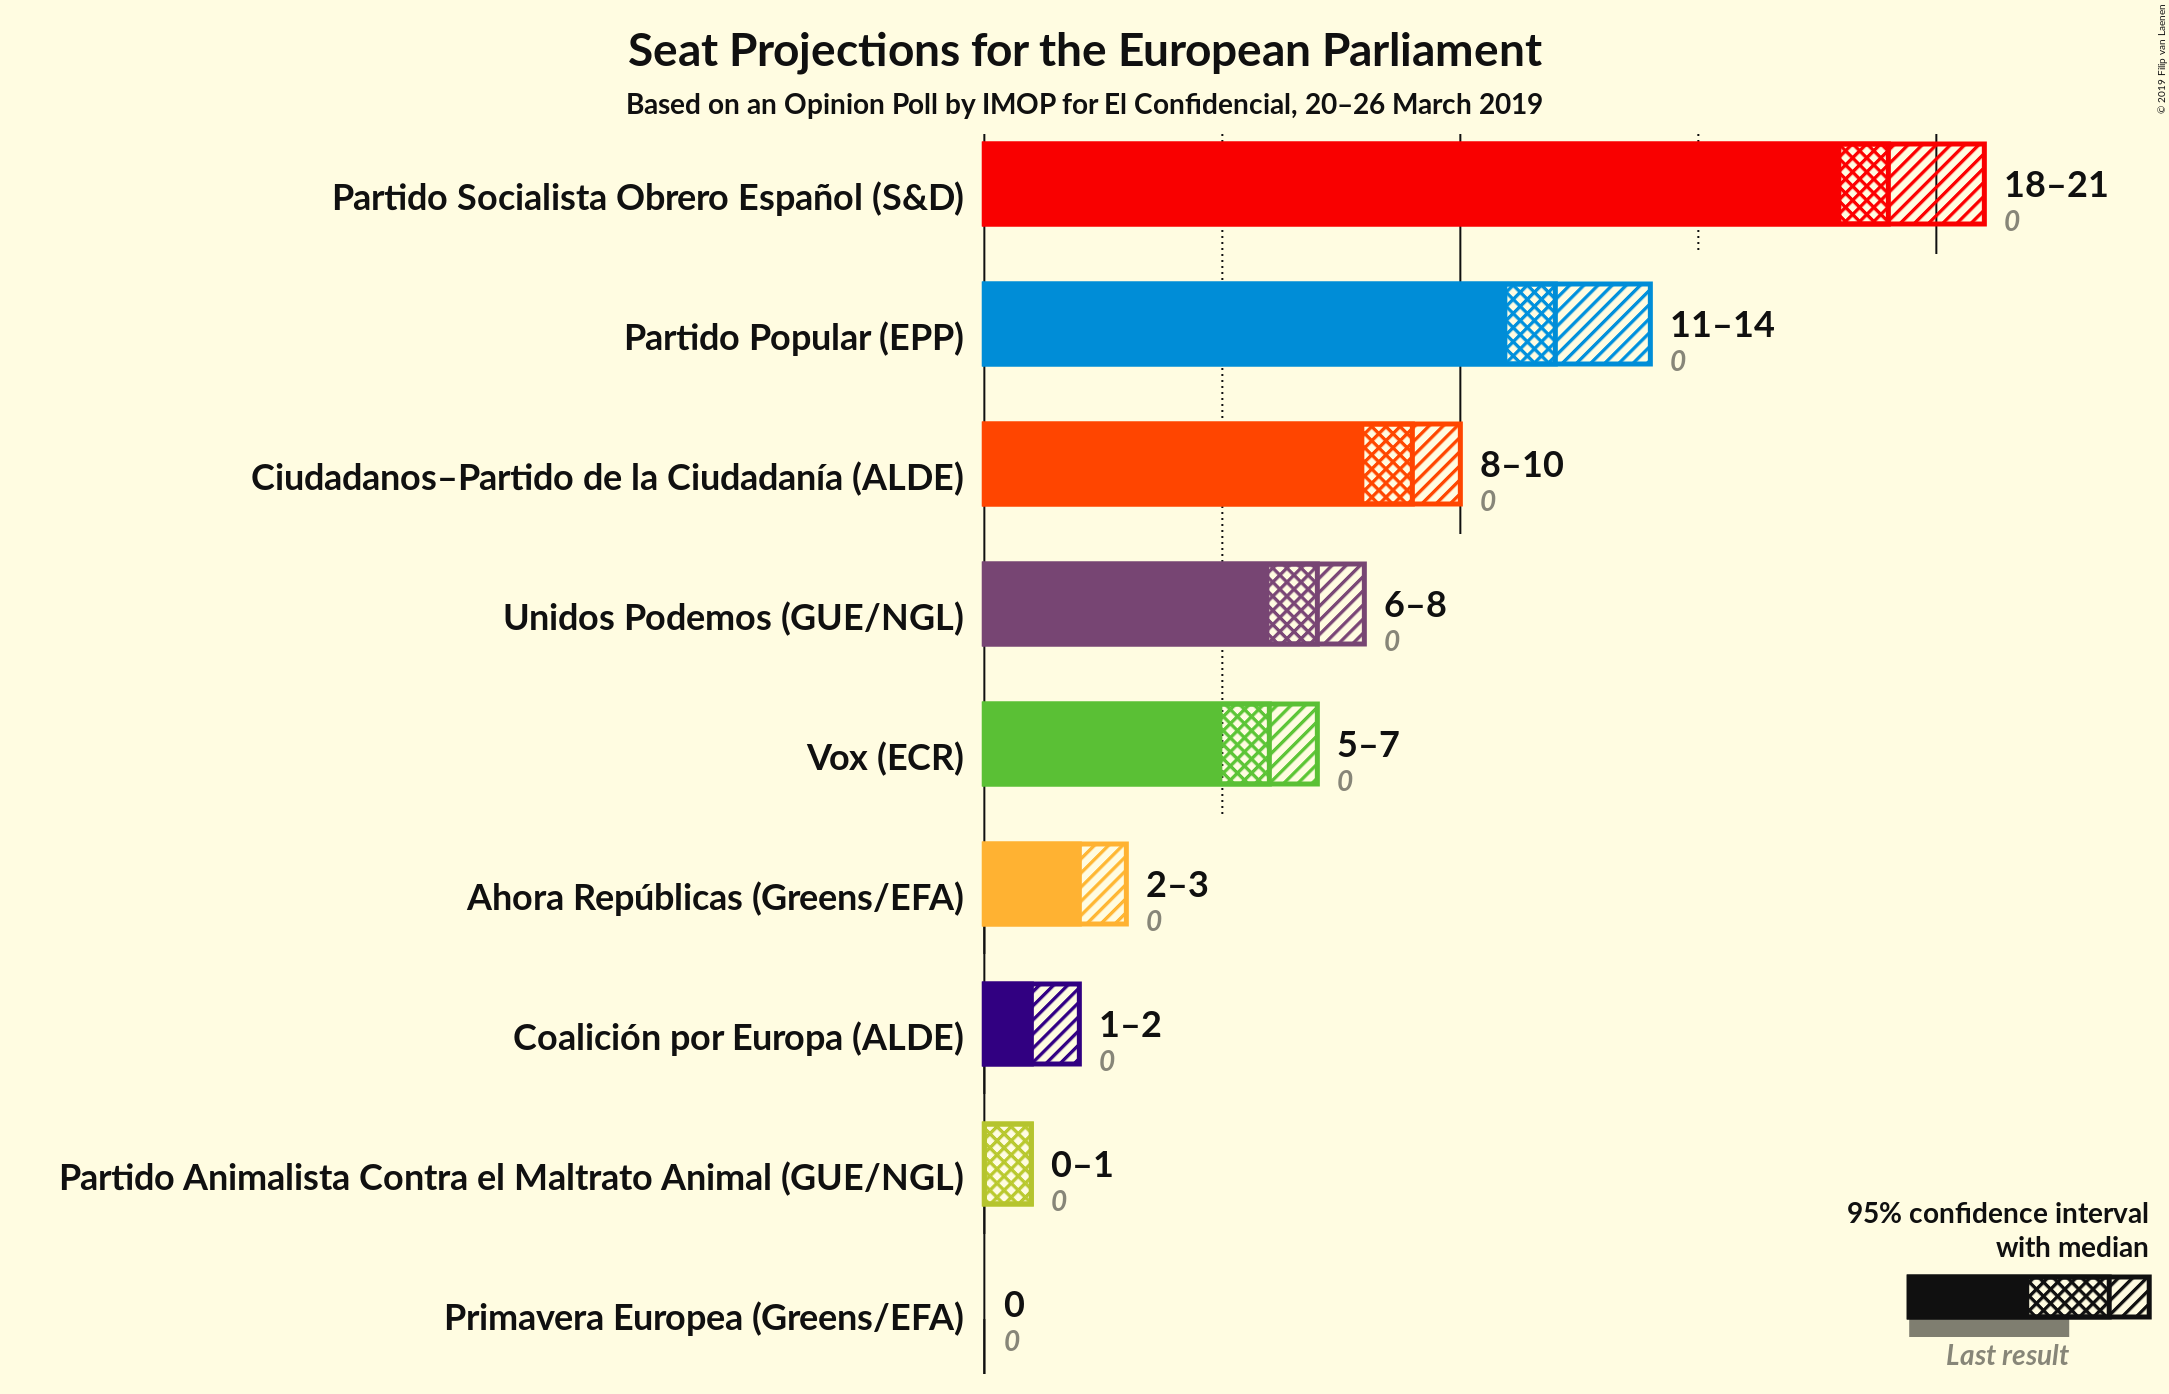 Seat Projections for the European Parliament
Based on an Opinion Poll by IMOP for El Confidencial, 20–26 March 2019
© 2019 Filip van Laenen
Partido Socialista Obrero Español (S&D)
18–21
0
Partido Popular (EPP)
11–14
0
Ciudadanos–Partido de la Ciudadanía (ALDE)
8–10
0
Unidos Podemos (GUE/NGL)
6–8
0
Vox (ECR)
5–7
0
Ahora Repúblicas (Greens/EFA)
2–3
0
Coalición por Europa (ALDE)
1–2
0
Partido Animalista Contra el Maltrato Animal (GUE/NGL)
0–1
0
Primavera Europea (Greens/EFA)
0
0
95% confidence interval
with median
Last result